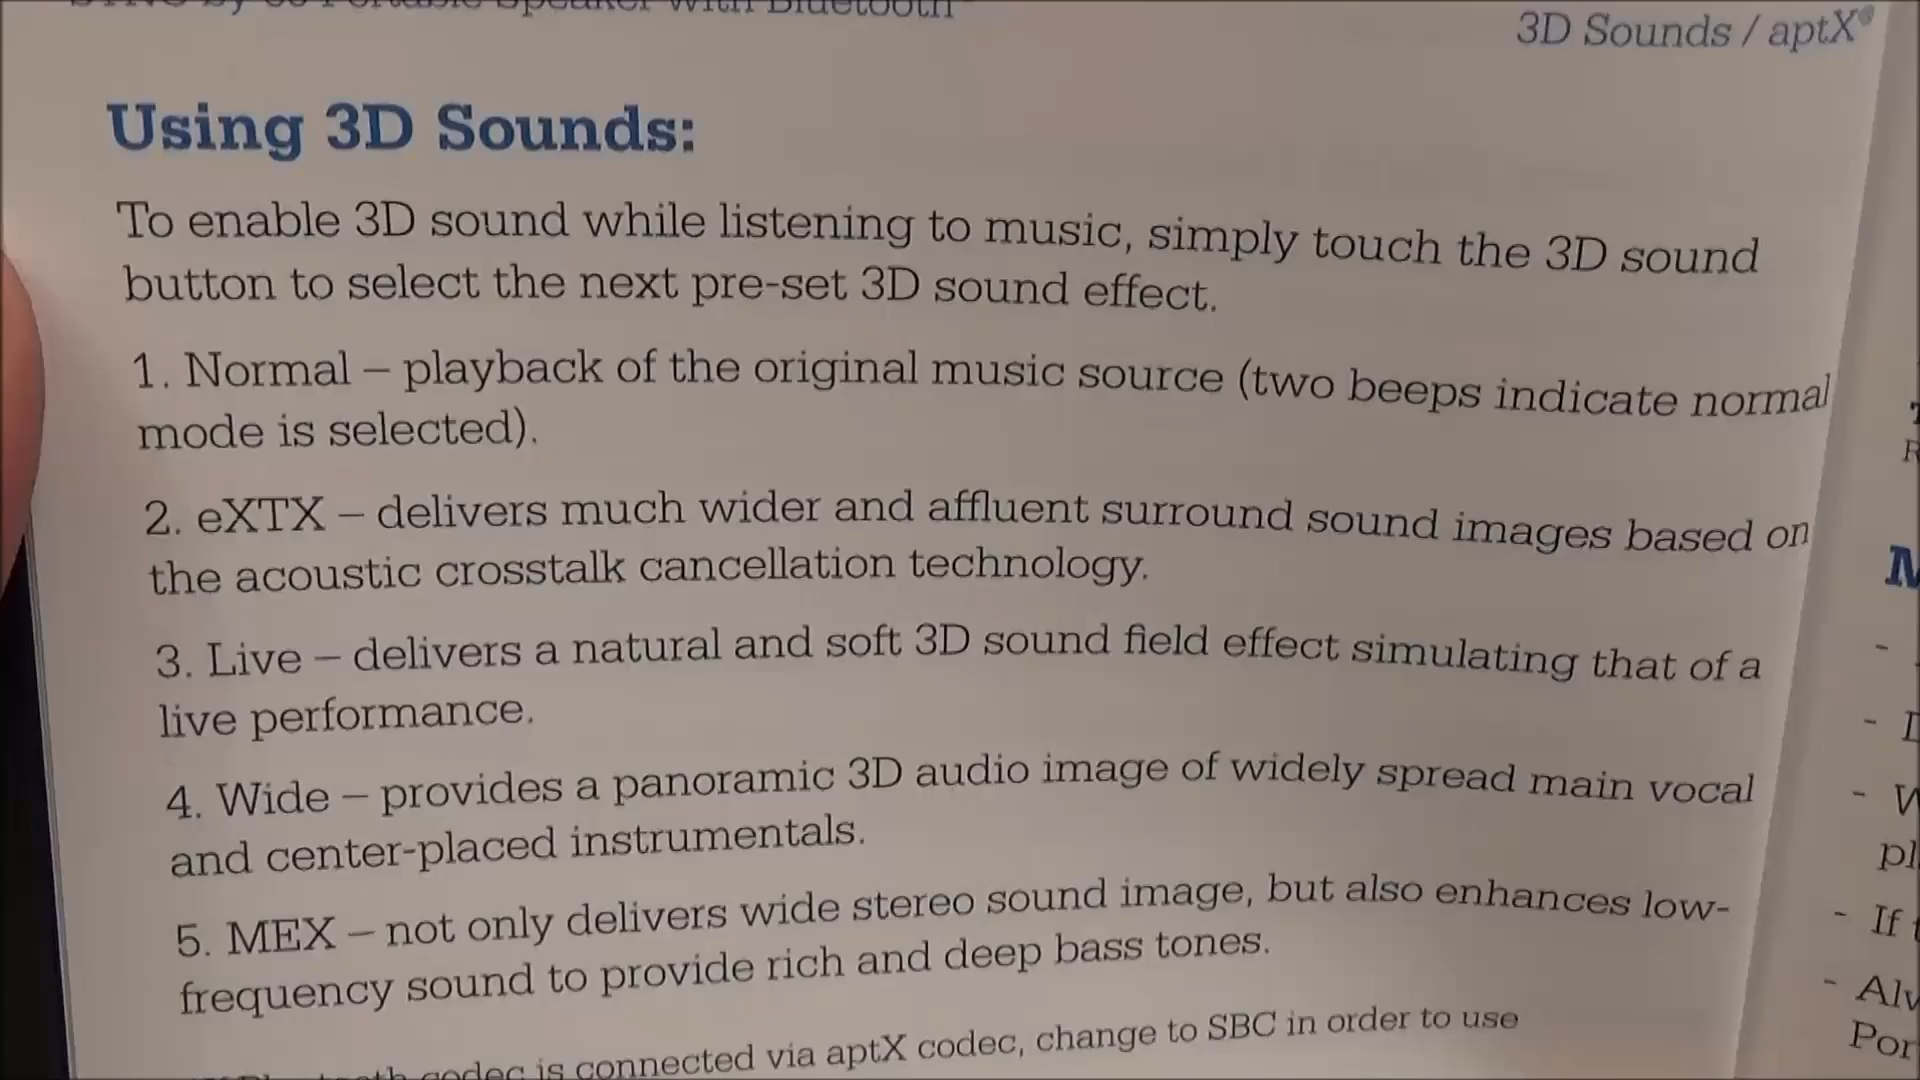 by Portable Speaker with Bluetooth
3D Sounds / aptX®
Using 3D Sounds:
To enable 3D sound while listening to music, simply touch the 3D sound
button to select the next pre-set 3D sound effect.
1. Normal – playback of the original music source (two beeps indicate normal
mode is selected).
2. eXTX – delivers much wider and affluent surround sound images based on
the acoustic crosstalk cancellation technology.
3. Live – delivers a natural and soft 3D sound field effect simulating that of a
live performance.
4. Wide – provides a panoramic 3D audio image of widely spread main vocal
and center-placed instrumentals.
5. MEX – not only delivers wide stereo sound image, but also enhances low-
frequency sound to provide rich and deep bass tones.
codec is connected via aptX codec, change to SBC in order to use
- If